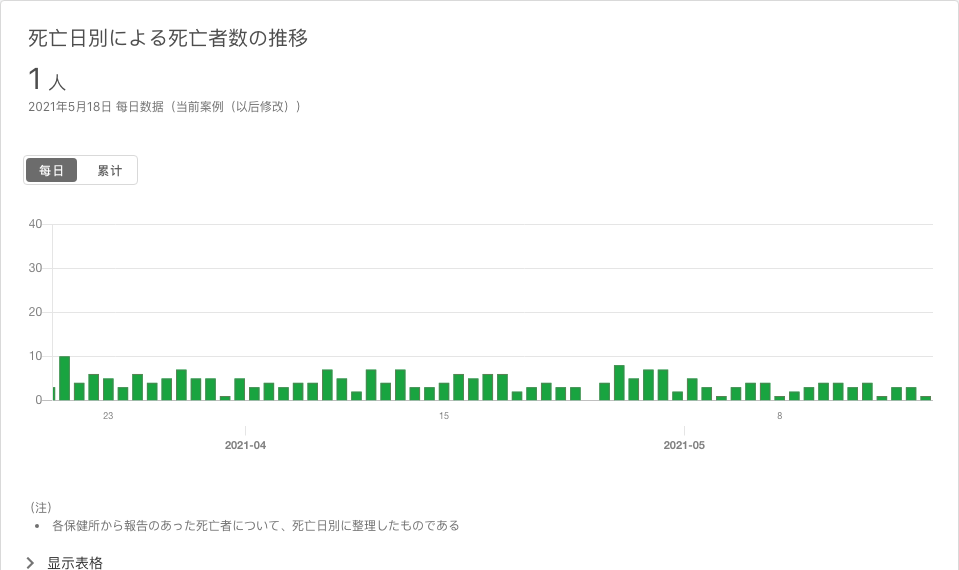 死亡日別による死亡者数の推移
1 人
2021年5月18日 每日数据（当前案例（以后修改））
每日 累计
40
30
20
10
0
23 15 8
2021-04 2021-05
（注）
• 各保健所から報告のあった死亡者について、死亡日別に整理したものである
显示表格